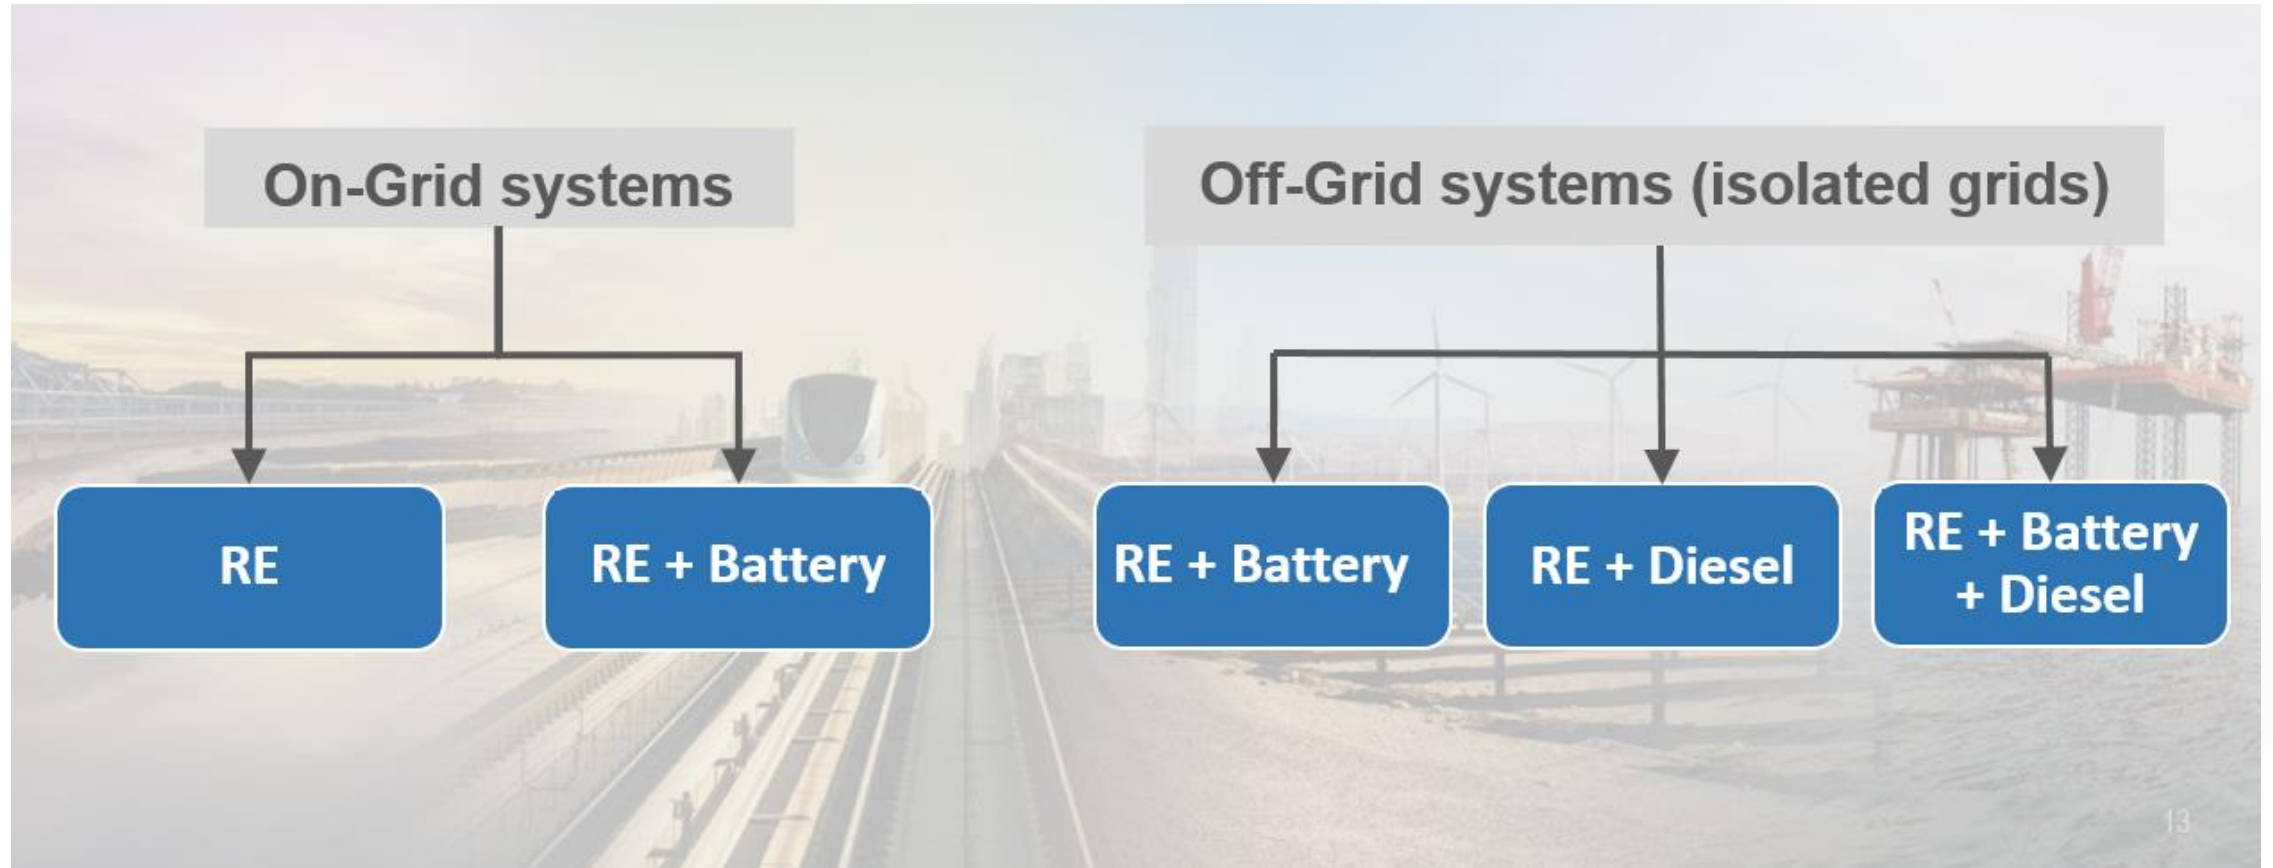 On-Grid systems
Off-Grid systems (isolated grids)
RE
RE + Battery
RE + Battery
RE + Diesel
RE + Battery
+ Diesel
13